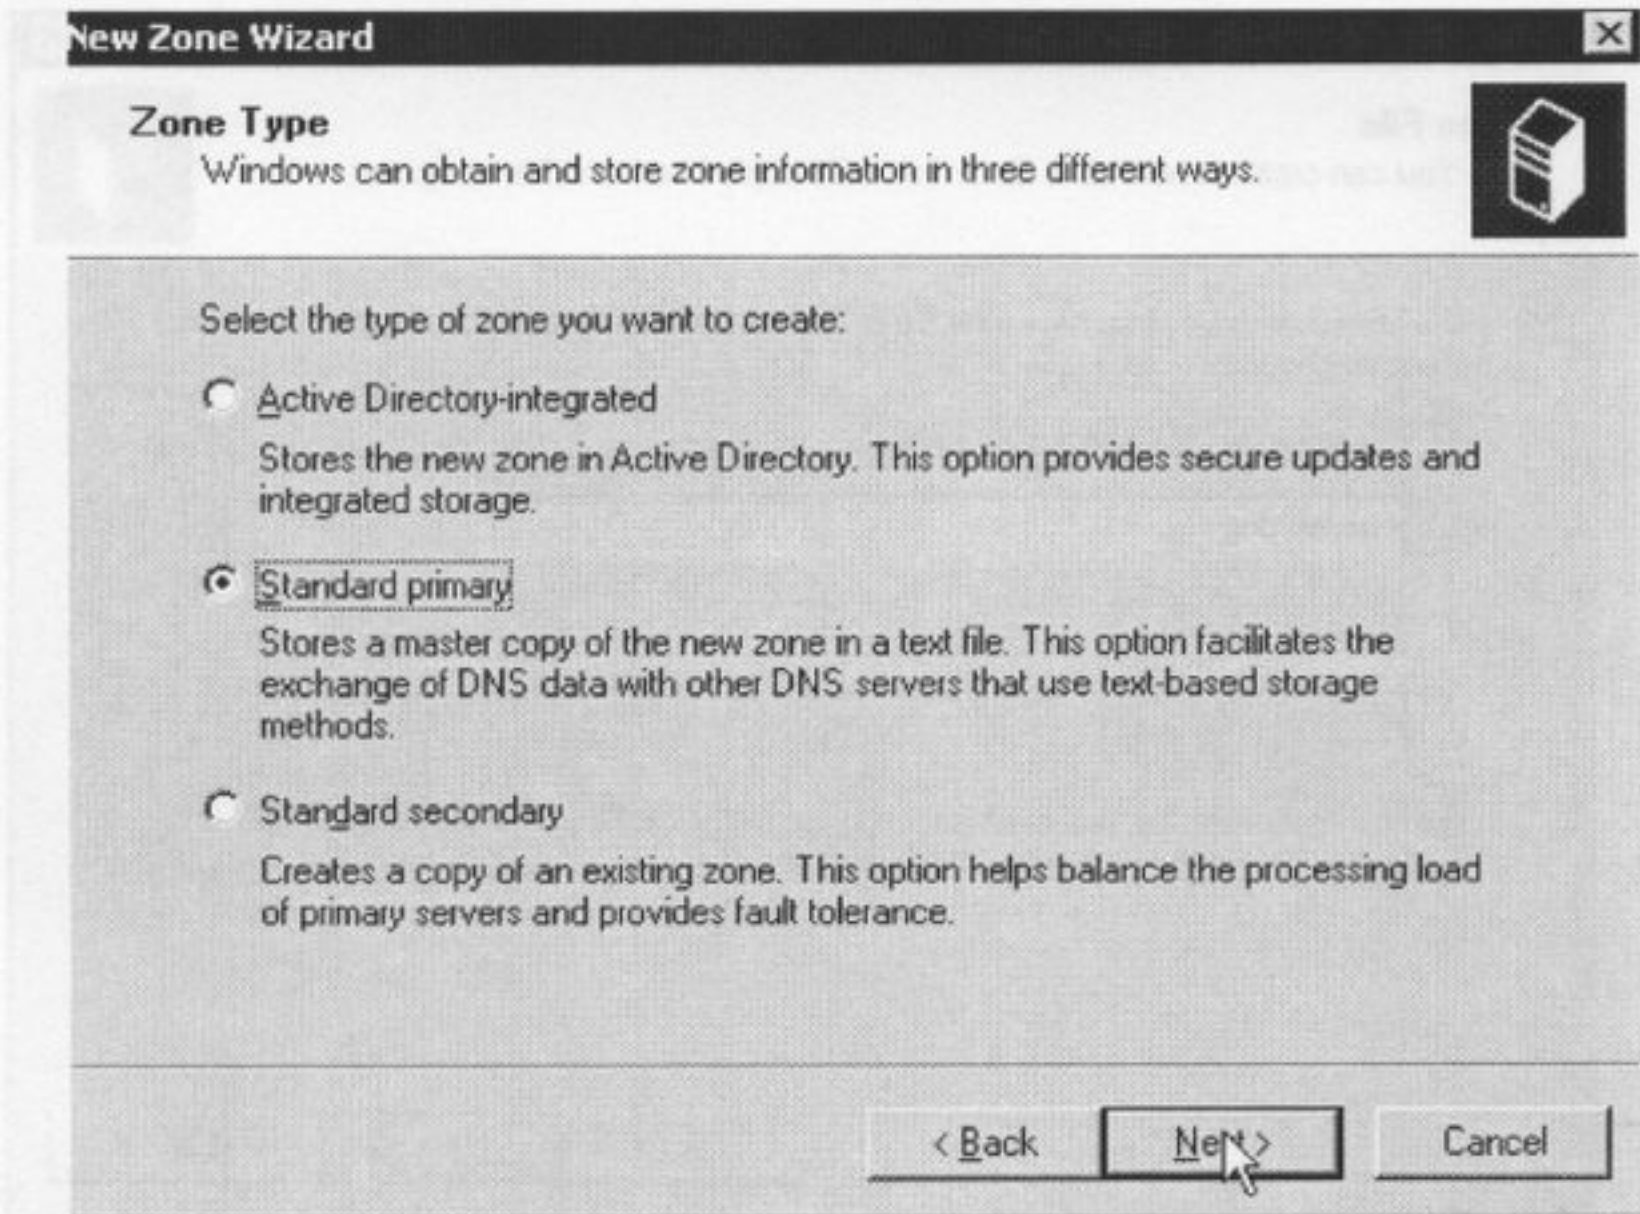 New Zone Wizard
Zone Type
Windows can obtain and store zone information in three different ways.
Select the type of zone you want to create:
Active Directory-integrated
Stores the new zone in Active Directory. This option provides secure updates and
integrated storage.
Standard primary
Stores a master copy of the new zone in a text file. This option facilitates the
exchange of DNS data with other DNS servers that use text-based storage
methods.
Standard secondary
Creates a copy of an existing zone. This option helps balance the processing load
of primary servers and provides fault tolerance.
< Back
Next >
Cancel